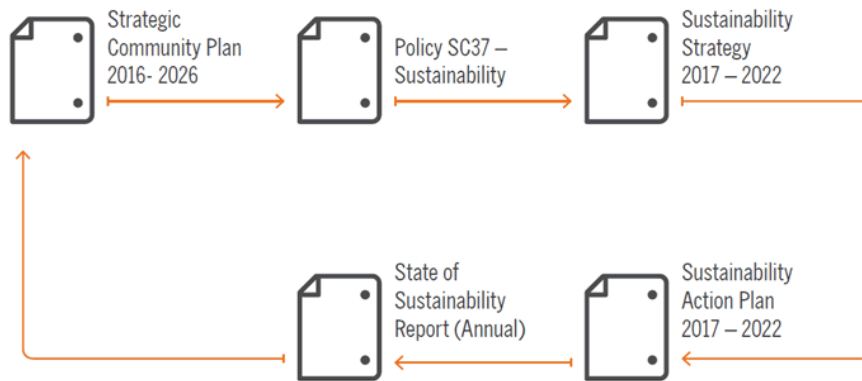 Strategic
Community Plan
2016- 2026
Policy SC37 –
Sustainability
Sustainability
Strategy
2017 – 2022
State of
Sustainability
Report (Annual)
Sustainability
Action Plan
2017 – 2022